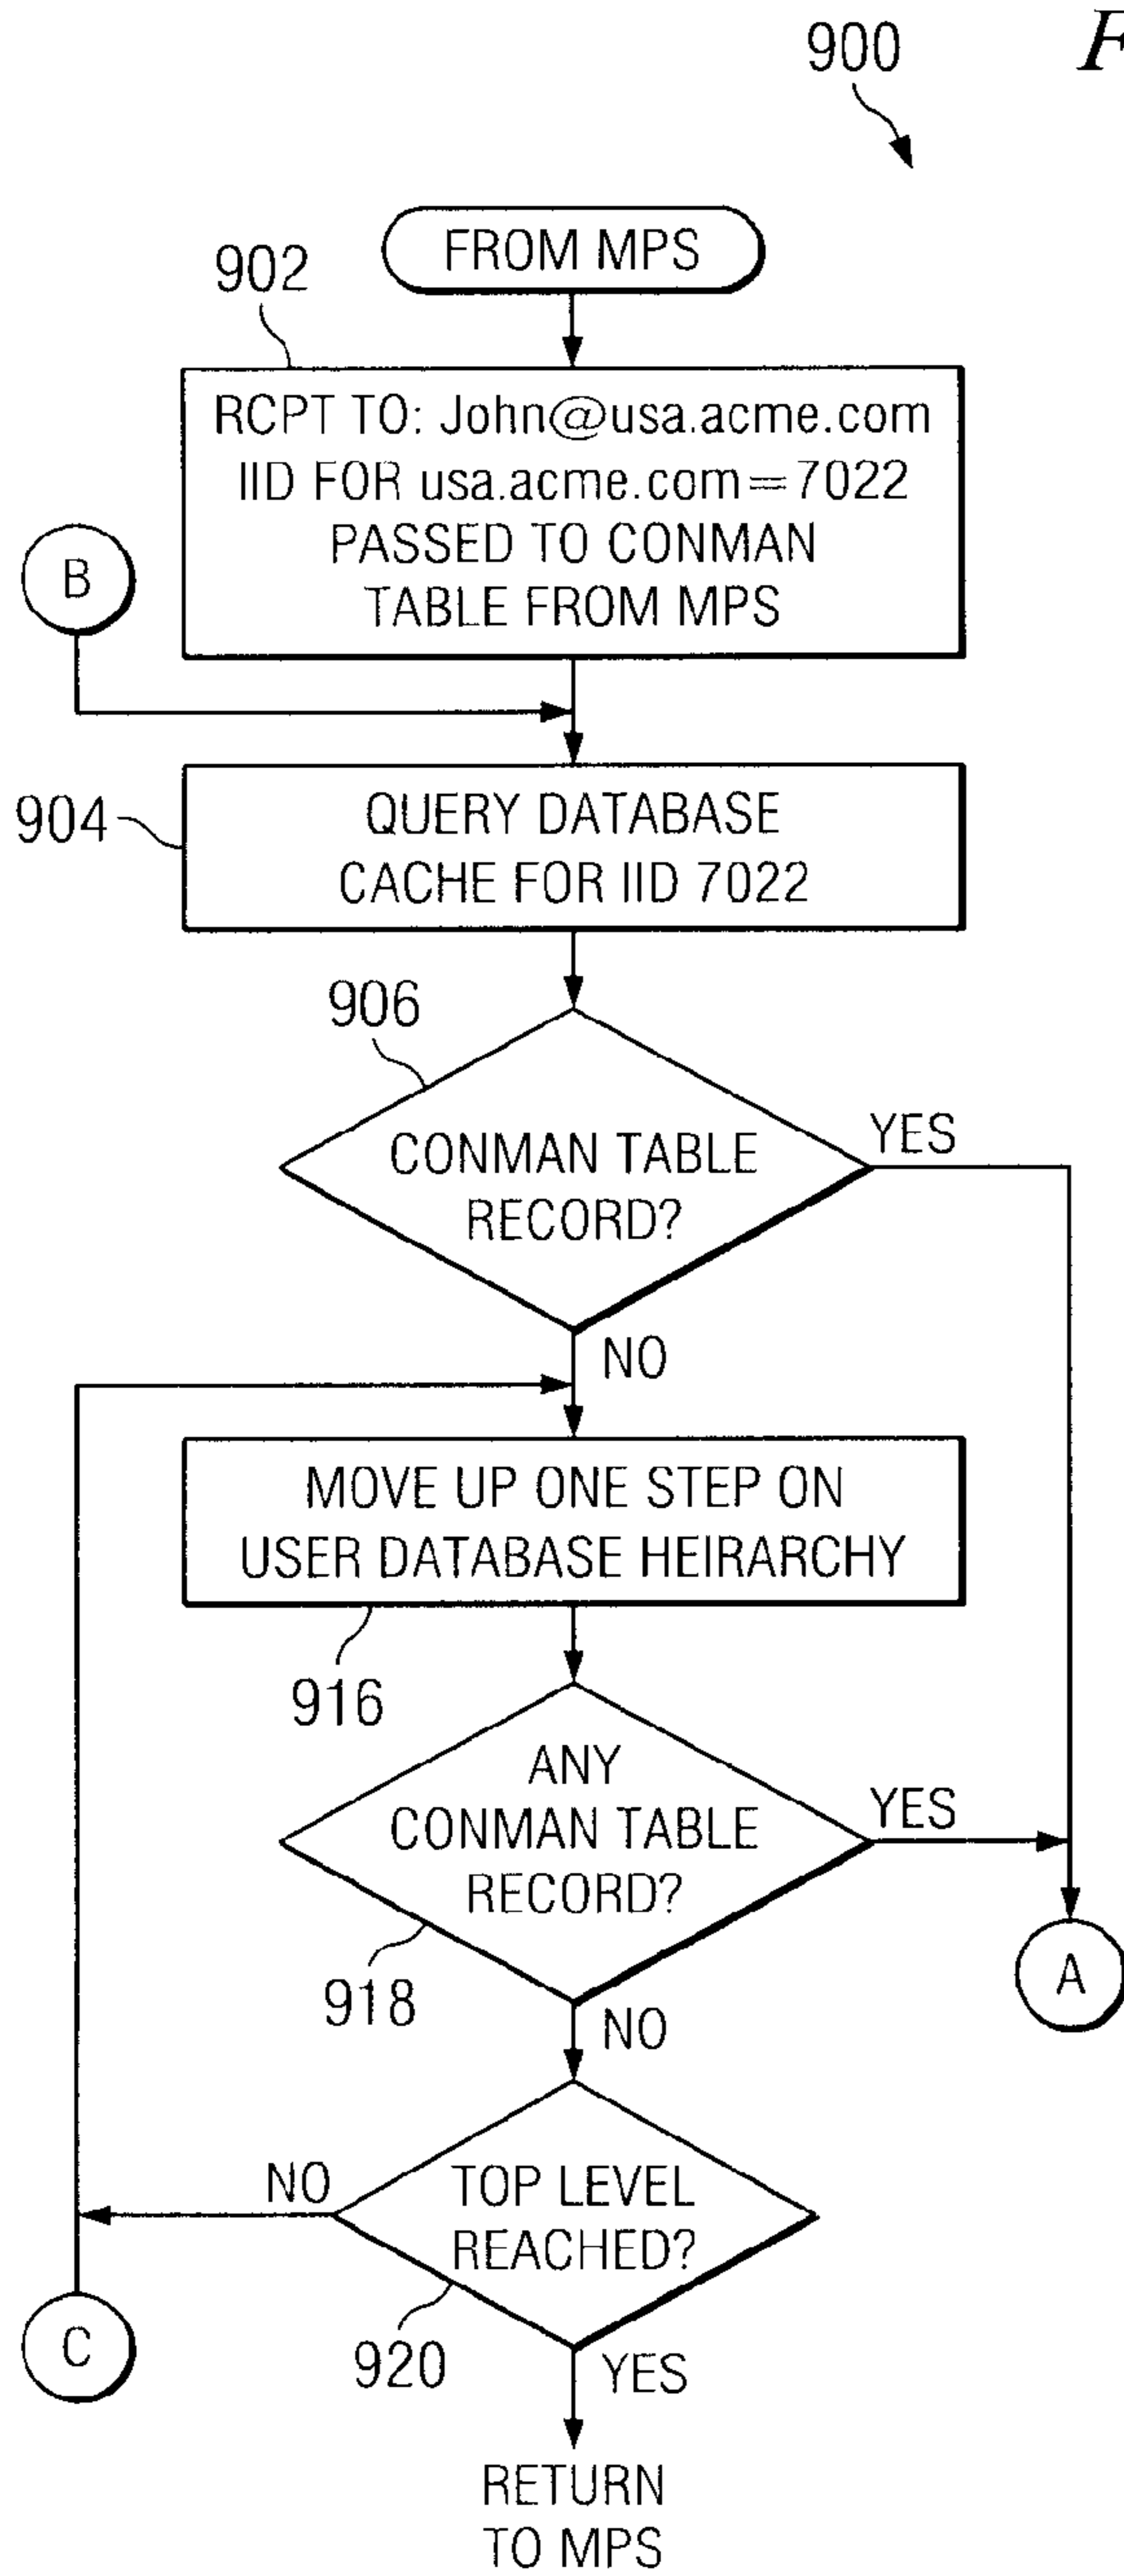 900
F
FROM MPS
902
RCPT TO: John@usa.acme.com
IID FOR usa.acme.com=7022
PASSED TO CONMAN
TABLE FROM MPS
B
904
QUERY DATABASE
CACHE FOR IID 7022
906
CONMAN TABLE
RECORD?
YES
NO
MOVE UP ONE STEP ON
USER DATABASE HEIRARCHY
916
ANY
CONMAN TABLE
RECORD?
YES
918
A
NO
TOP LEVEL
REACHED?
NO
920
C
YES
RETURN
TO MPS